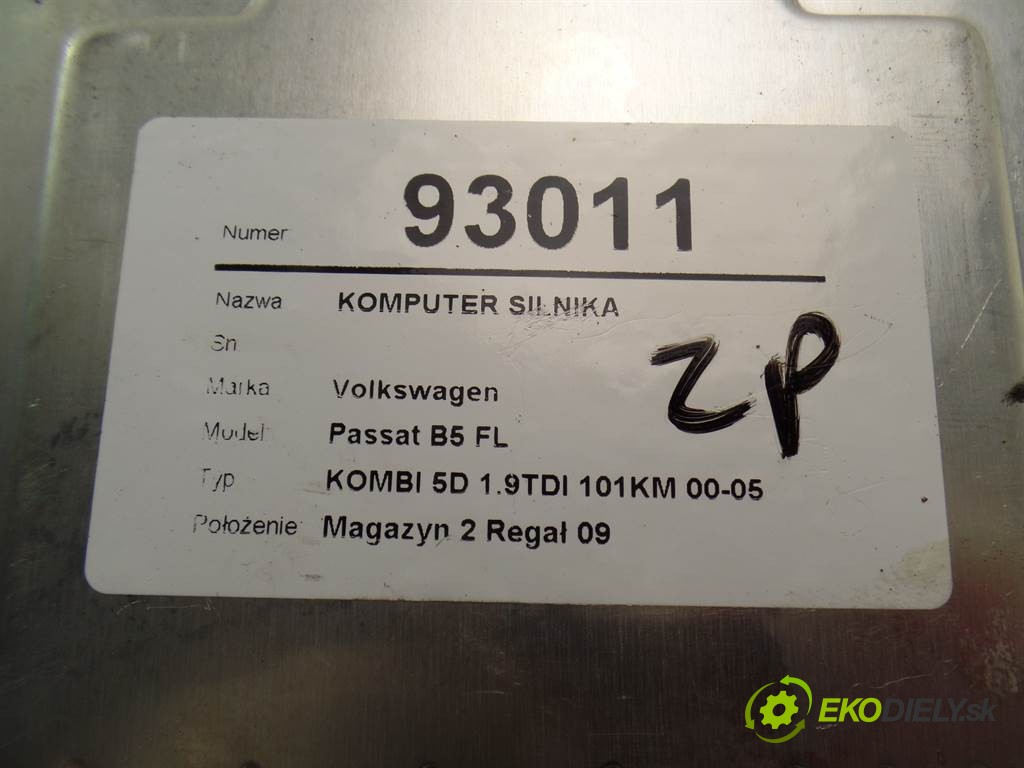 Numer 93011
Nazwa KOMPUTER SILNIKA
Sn
Marka Volkswagen
Model Passat B5 FL
Typ KOMBI 5D 1.9TDI 101KM 00-05
Położenie Magazyn 2 Regał 09
ZP
EKODIELY.sk